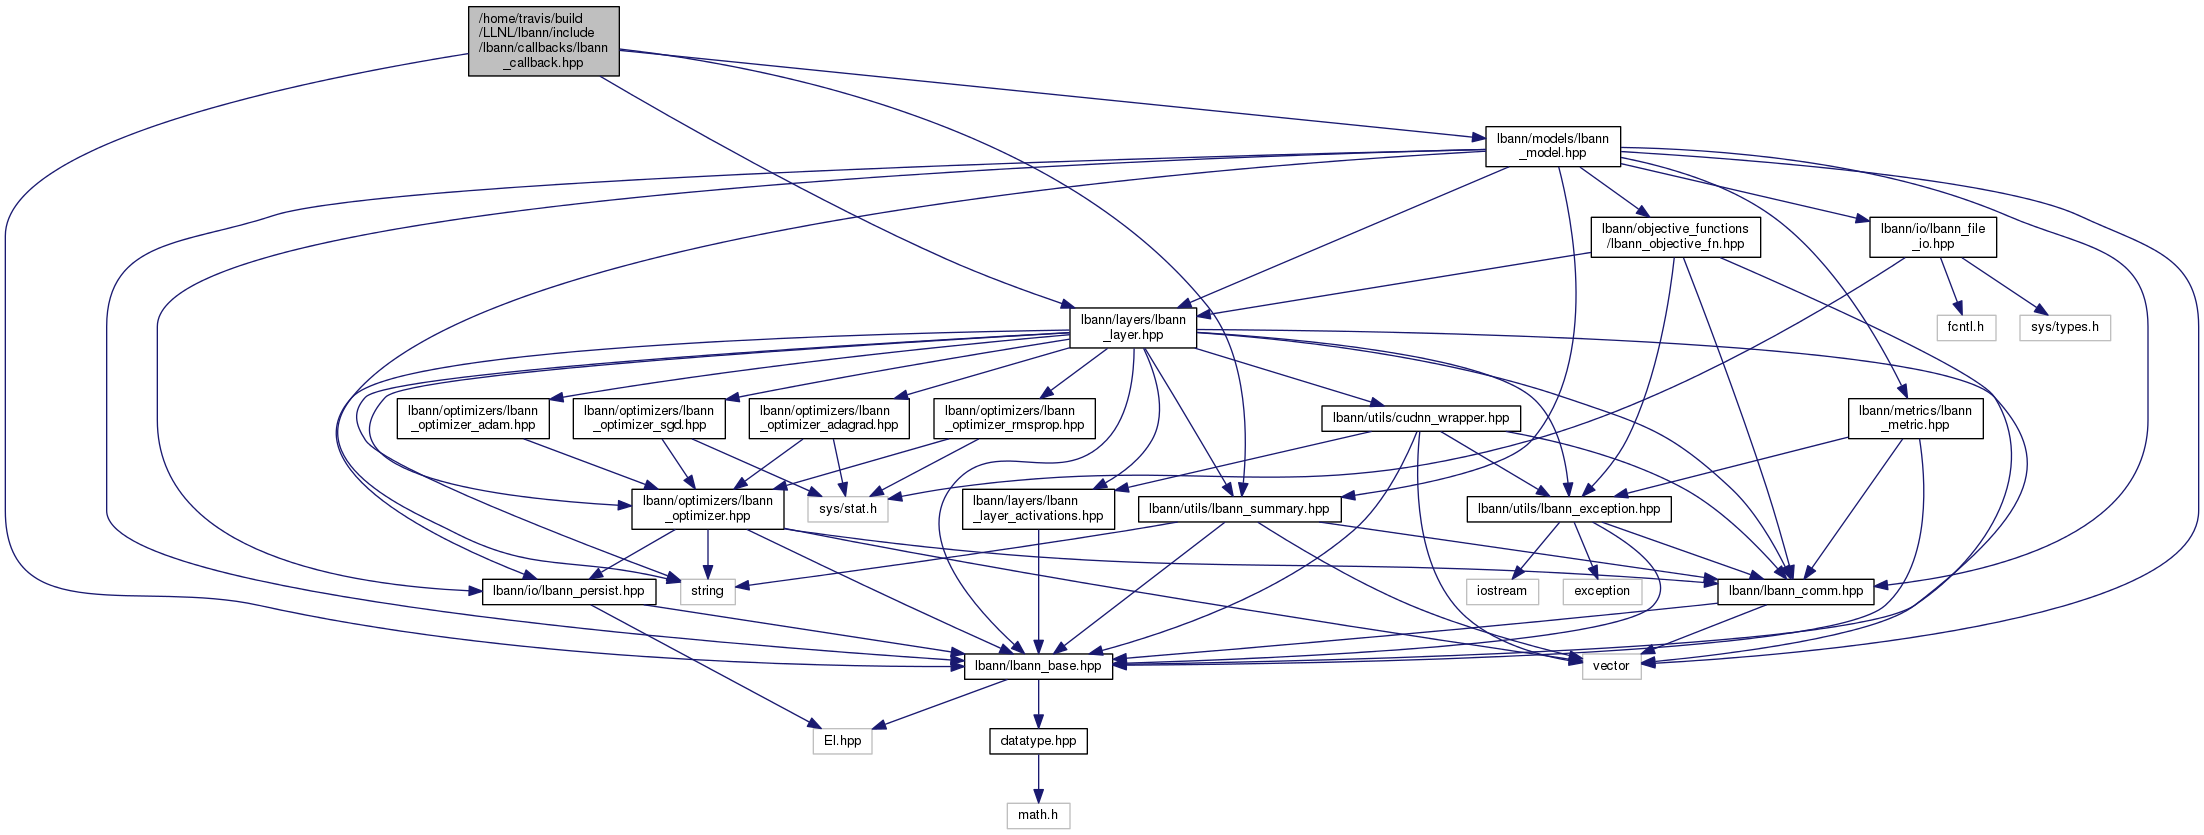 /home/travis/build
/LLNL/lbann/include
/lbann/callbacks/lbann
_callback.hpp
lbann/models/lbann
_model.hpp
lbann/objective_functions
/lbann_objective_fn.hpp
lbann/io/lbann_file
_io.hpp
lbann/layers/lbann
_layer.hpp
fcntl.h
sys/types.h
lbann/optimizers/lbann
_optimizer_adam.hpp
lbann/optimizers/lbann
_optimizer_sgd.hpp
lbann/optimizers/lbann
_optimizer_adagrad.hpp
lbann/optimizers/lbann
_optimizer_rmsprop.hpp
lbann/utils/cudnn_wrapper.hpp
lbann/metrics/lbann
_metric.hpp
lbann/optimizers/lbann
_optimizer.hpp
sys/stat.h
lbann/layers/lbann
_layer_activations.hpp
lbann/utils/lbann_summary.hpp
lbann/utils/lbann_exception.hpp
lbann/io/lbann_persist.hpp
string
iostream
exception
lbann/lbann_comm.hpp
lbann/lbann_base.hpp
vector
El.hpp
datatype.hpp
math.h